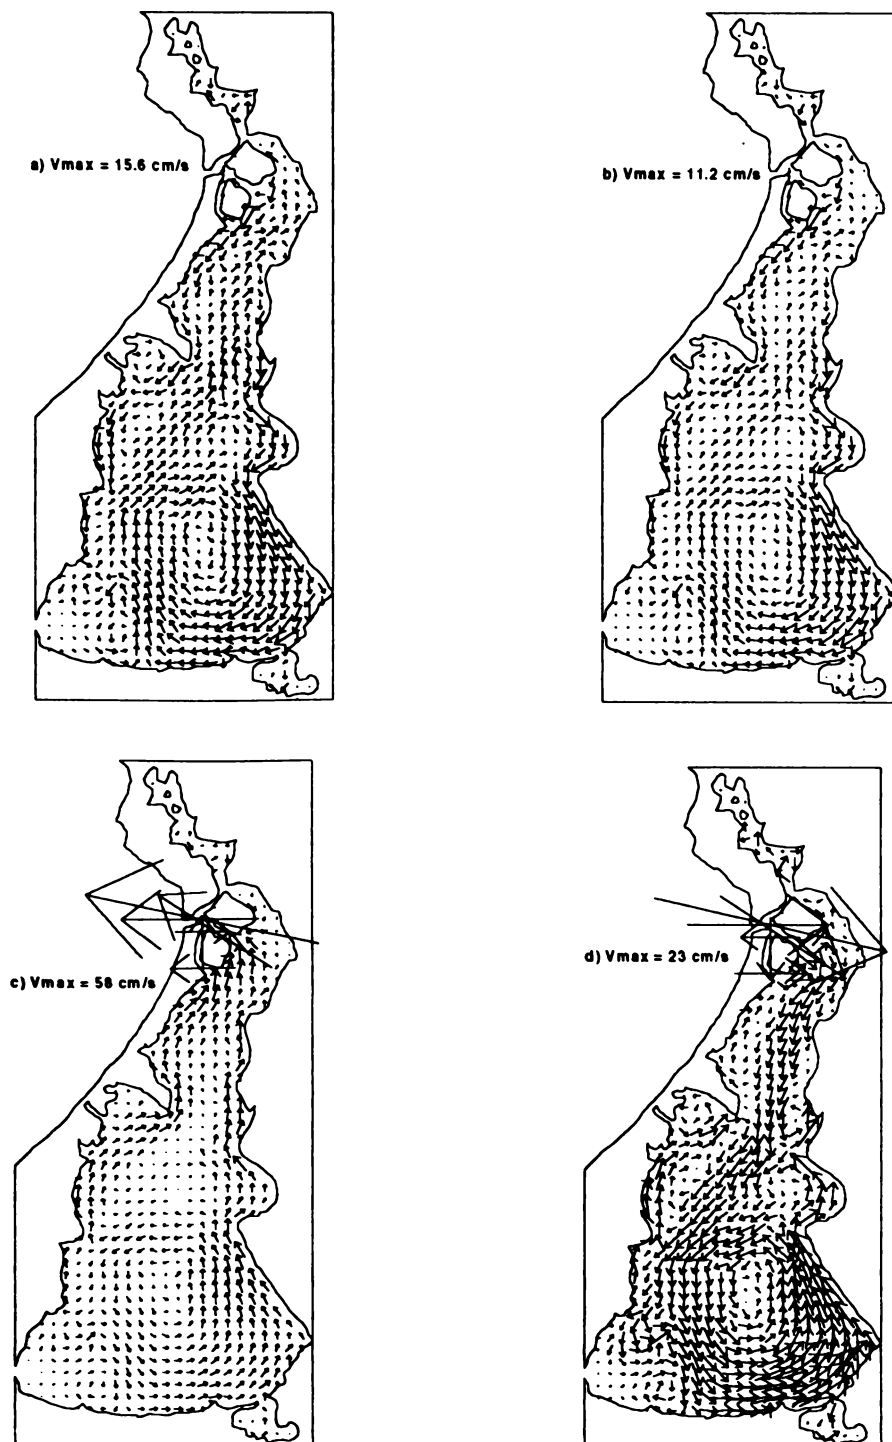 a) Vmax = 15.6 cm/s
b) Vmax = 11.2 cm/s
c) Vmax = 58 cm/s
d) Vmax = 23 cm/s